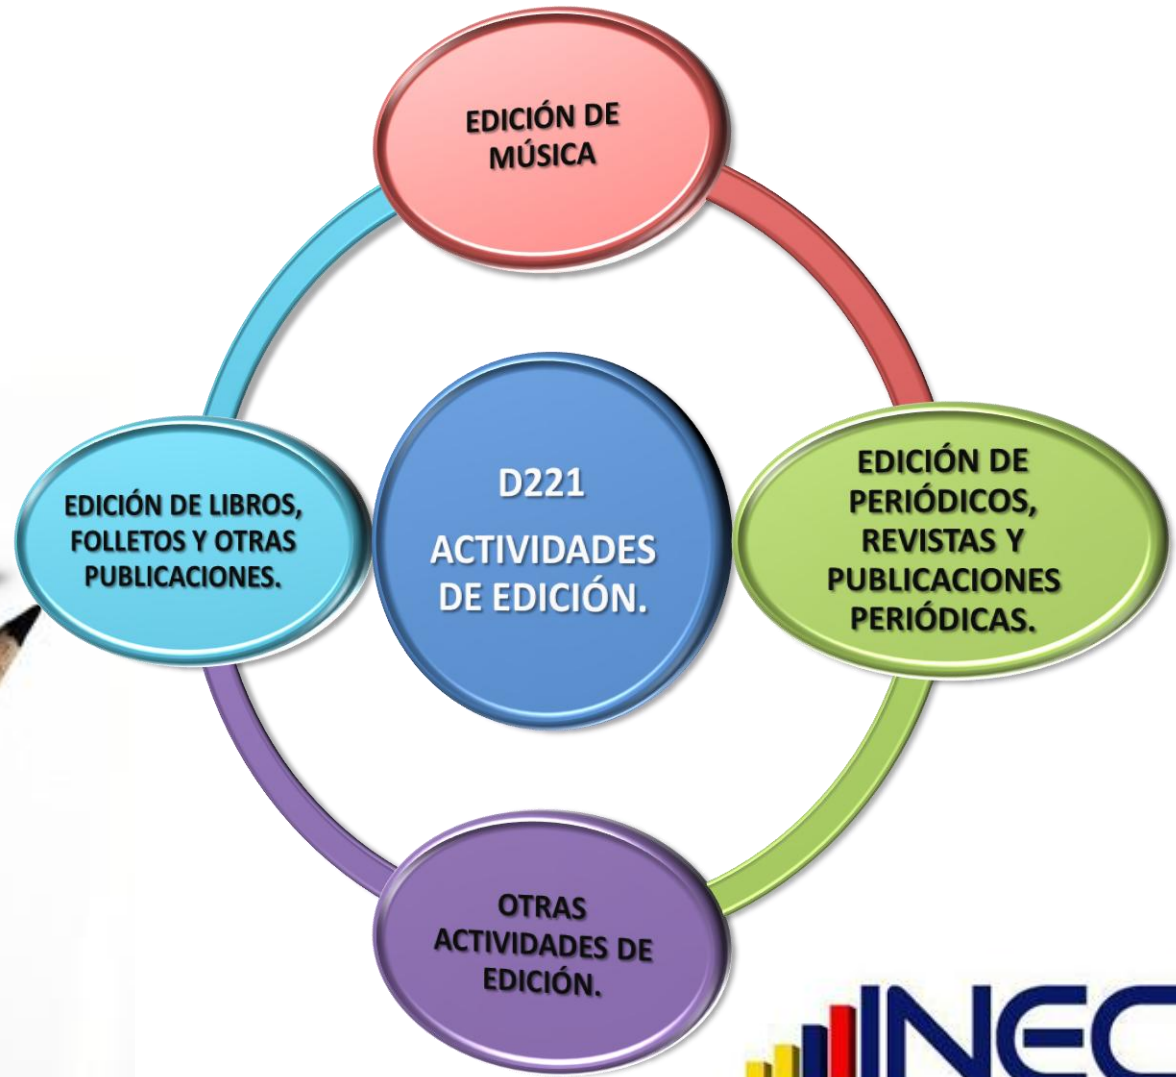 EDICIÓN DE
MÚSICA
EDICIÓN DE LIBROS,
FOLLETOS Y OTRAS
PUBLICACIONES.
D221
ACTIVIDADES
DE EDICIÓN.
EDICIÓN DE
PERIÓDICOS,
REVISTAS Y
PUBLICACIONES
PERIÓDICAS.
OTRAS
ACTIVIDADES DE
EDICIÓN.
INEC